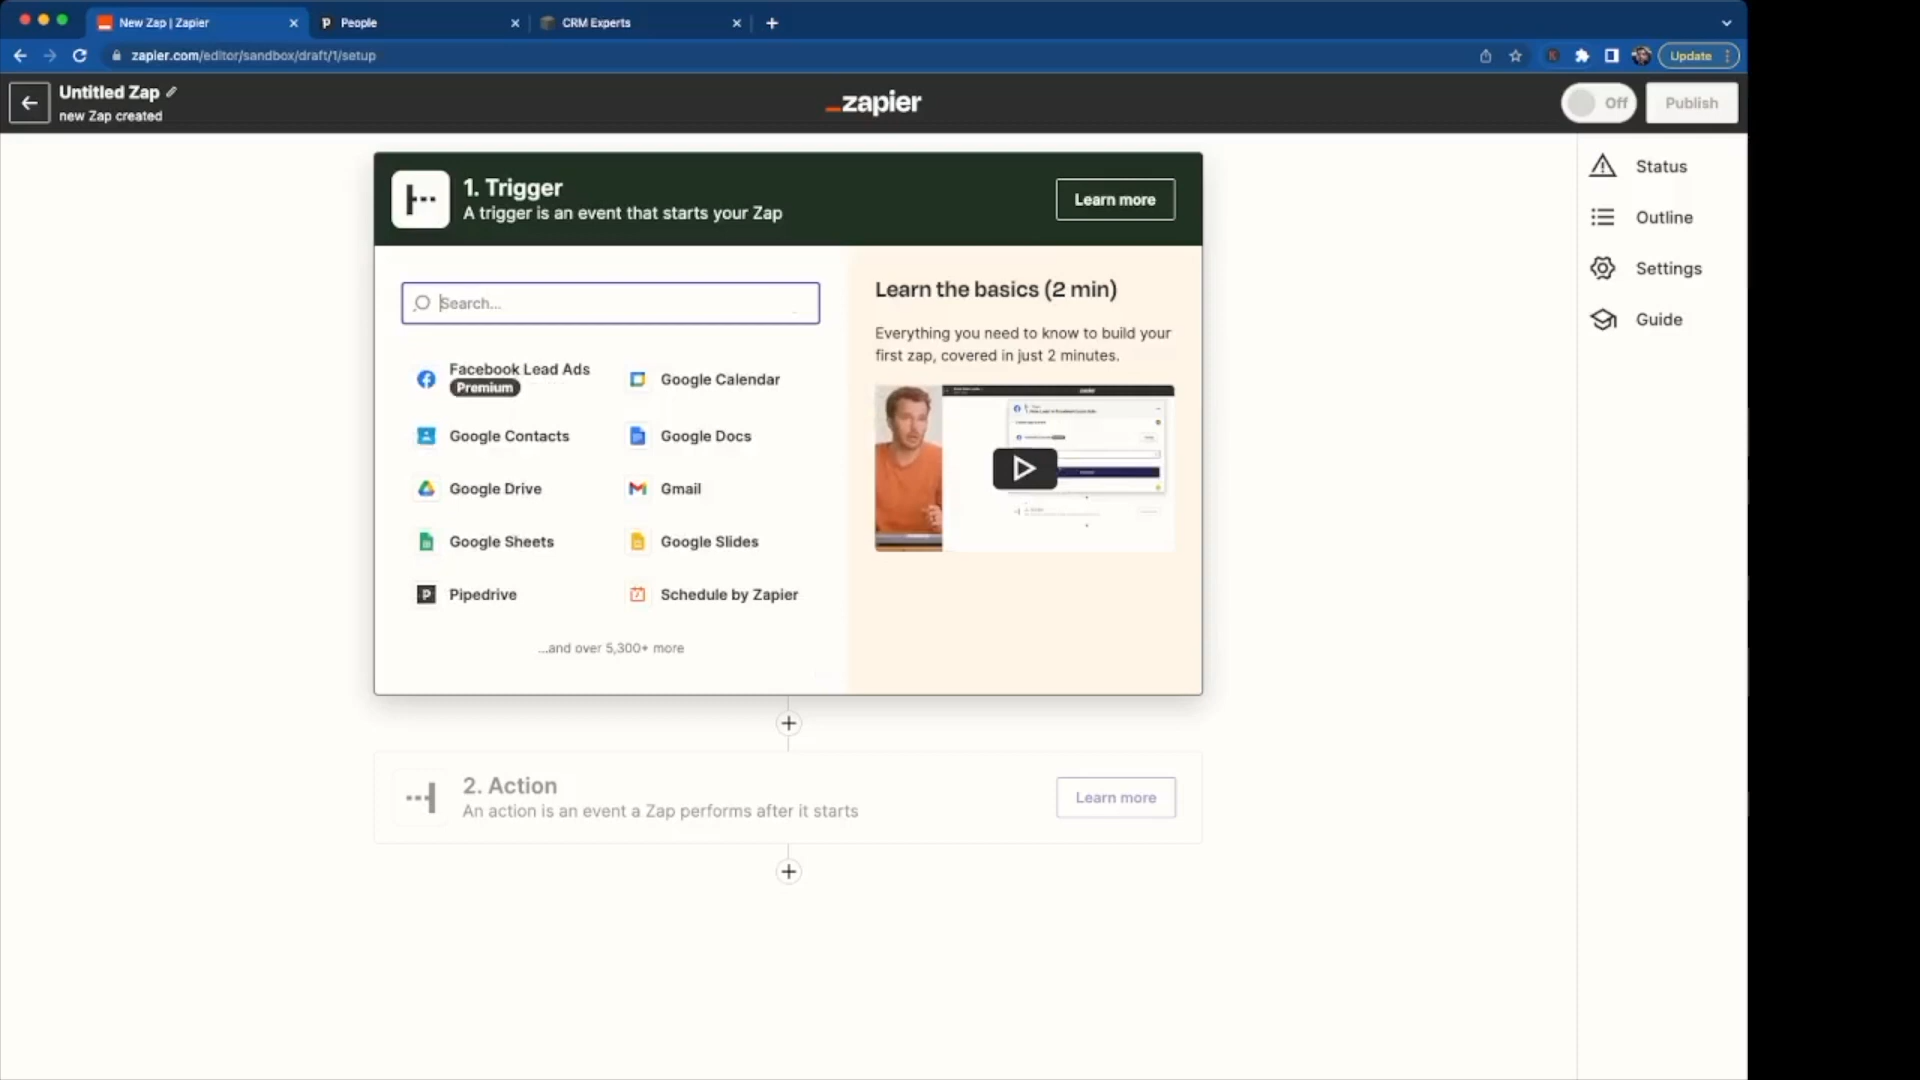 New Zap | Zapier
People
CRM Experts
zapier.com/editor/sandbox/draft/1/setup
Update
Untitled Zap
new Zap created
_zapier
Off
Publish
1. Trigger
A trigger is an event that starts your Zap
Learn more
Search...
Facebook Lead Ads
Premium
Google Calendar
Google Contacts
Google Docs
Google Drive
Gmail
Google Sheets
Google Slides
Pipedrive
Schedule by Zapier
...and over 5,300+ more
Learn the basics (2 min)
Everything you need to know to build your
first zap, covered in just 2 minutes.
2. Action
An action is an event a Zap performs after it starts
Learn more
Status
Outline
Settings
Guide